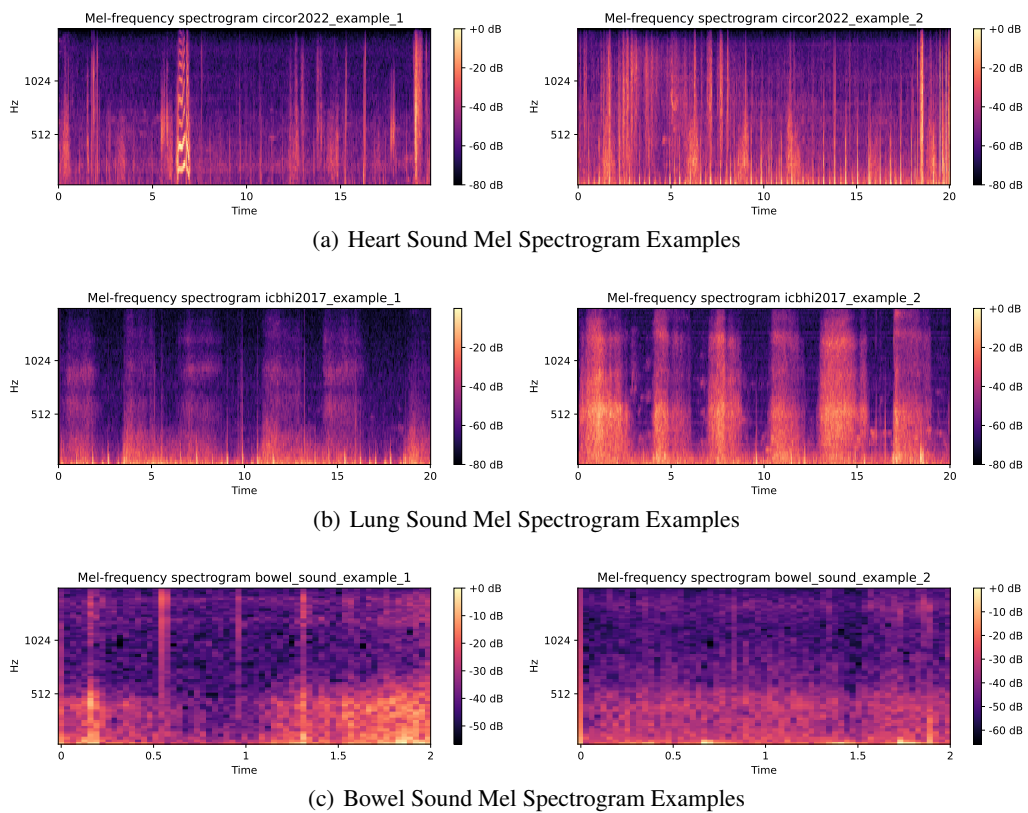 Mel-frequency spectrogram circor2022_example_1
+0 dB
-20 dB
-40 dB
-60 dB
-80 dB
1024
512
Hz
0
5
10
15
Time
Mel-frequency spectrogram circor2022_example_2
+0 dB
-20 dB
-40 dB
-60 dB
-80 dB
1024
512
Hz
0
5
10
15
20
Time
(a) Heart Sound Mel Spectrogram Examples
Mel-frequency spectrogram icbhi2017_example_1
-20 dB
-40 dB
-60 dB
-80 dB
1024
512
Hz
0
5
10
15
20
Time
Mel-frequency spectrogram icbhi2017_example_2
+0 dB
-20 dB
-40 dB
-60 dB
-80 dB
1024
512
Hz
0
5
10
15
20
Time
(b) Lung Sound Mel Spectrogram Examples
Mel-frequency spectrogram bowel_sound_example_1
+0 dB
-10 dB
-20 dB
-30 dB
-40 dB
-50 dB
1024
512
Hz
0
0.5
1
1.5
2
Time
Mel-frequency spectrogram bowel_sound_example_2
+0 dB
-10 dB
-20 dB
-30 dB
-40 dB
-50 dB
-60 dB
1024
512
Hz
0
0.5
1
1.5
2
Time
(c) Bowel Sound Mel Spectrogram Examples